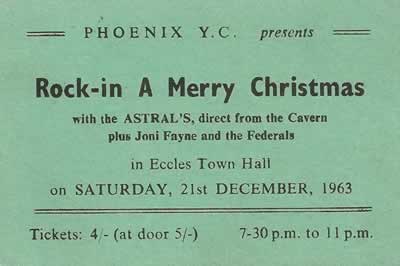 PHOENIX Y.C. presents
Rock-in A Merry Christmas
with the ASTRAL'S, direct from the Cavern
plus Joni Fayne and the Federals
in Eccles Town Hall
on SATURDAY, 21st DECEMBER, 1963
Tickets: 4/- (at door 5/-) 7-30 p.m. to 11 p.m.